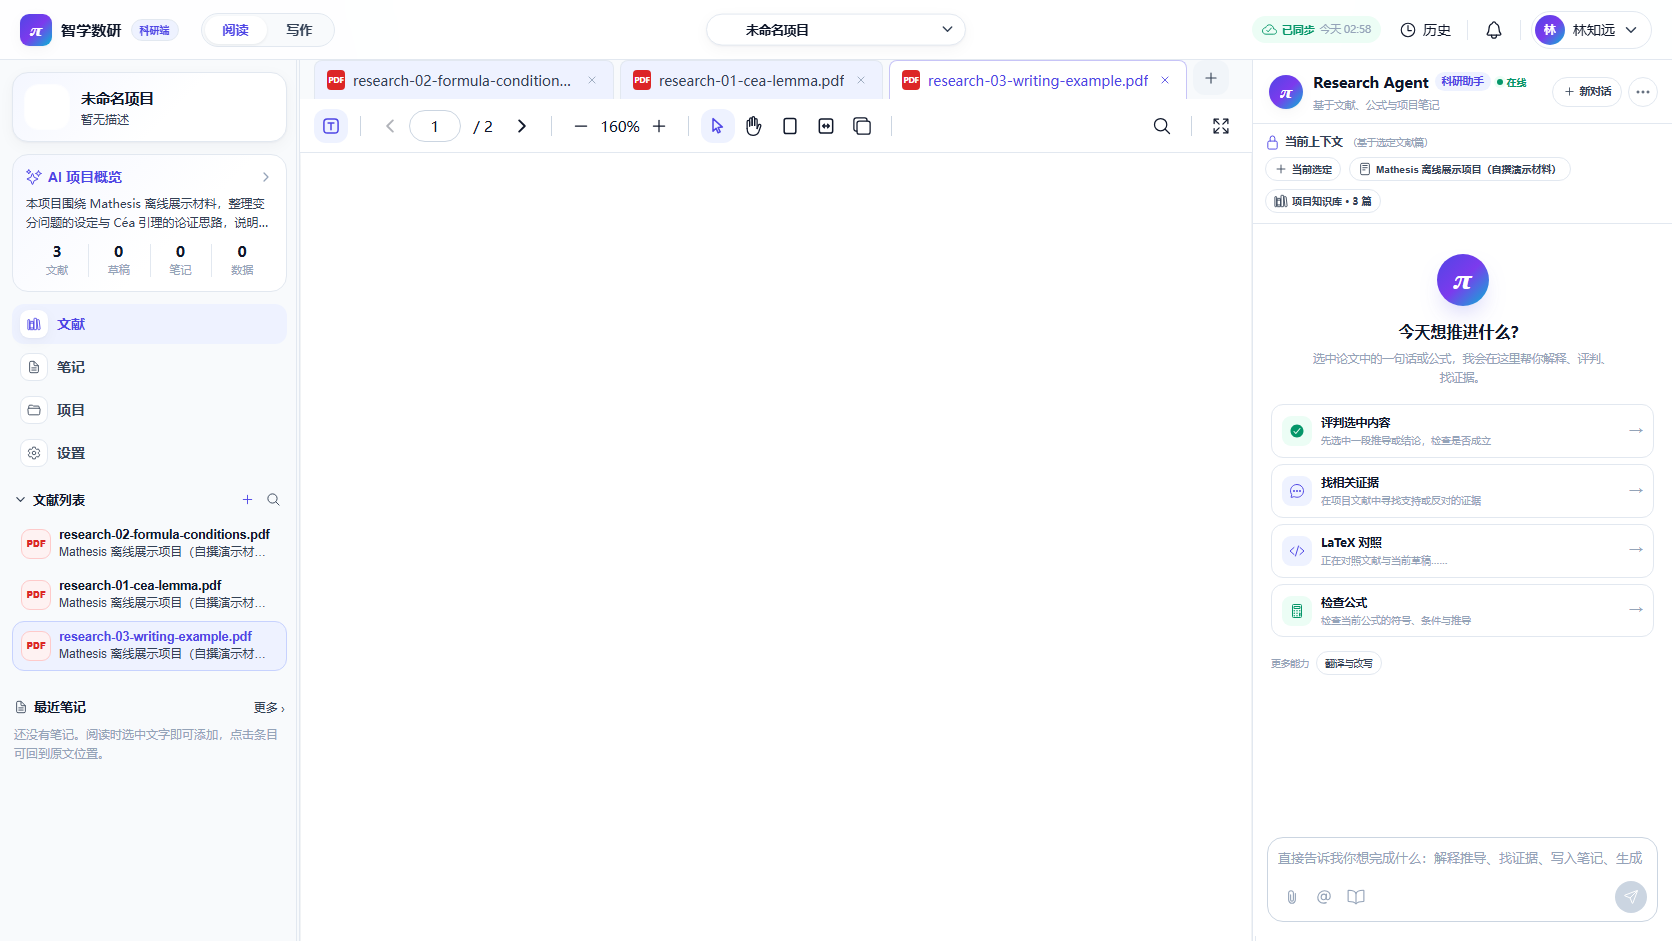 π 智学数研 科研端 阅读 写作
未命名项目
已同步 今天 02:58 历史 林 林知远
未命名项目
暂无描述
AI 项目概览
本项目围绕 Mathesis 离线展示材料，整理变
分问题的设定与 Céa 引理的论证思路，说明...
3 0 0 0
文献 草稿 笔记 数据
文献
笔记
项目
设置
文献列表
PDF research-02-formula-conditions.pdf
Mathesis 离线展示项目（自撰演示材...
PDF research-01-cea-lemma.pdf
Mathesis 离线展示项目（自撰演示材...
PDF research-03-writing-example.pdf
Mathesis 离线展示项目（自撰演示材...
最近笔记 更多 ›
还没有笔记。阅读时选中文字即可添加，点击条目
可回到原文位置。
PDF research-02-formula-condition... × PDF research-01-cea-lemma.pdf × PDF research-03-writing-example.pdf × +
T 1 / 2 − 160% +
π Research Agent 科研助手 在线
基于文献、公式与项目笔记
+ 新对话
当前上下文 （基于选定文献篇）
+ 当前选定 Mathesis 离线展示项目（自撰演示材料）
项目知识库 • 3 篇
π
今天想推进什么?
选中论文中的一句话或公式，我会在这里帮你解释、评判、
找证据。
评判选中内容
先选中一段推导或结论，检查是否成立
找相关证据
在项目文献中寻找支持或反对的证据
LaTeX 对照
正在对照文献与当前草稿......
检查公式
检查当前公式的符号、条件与推导
更多能力 翻译与改写
直接告诉我你想完成什么：解释推导、找证据、写入笔记、生成
@